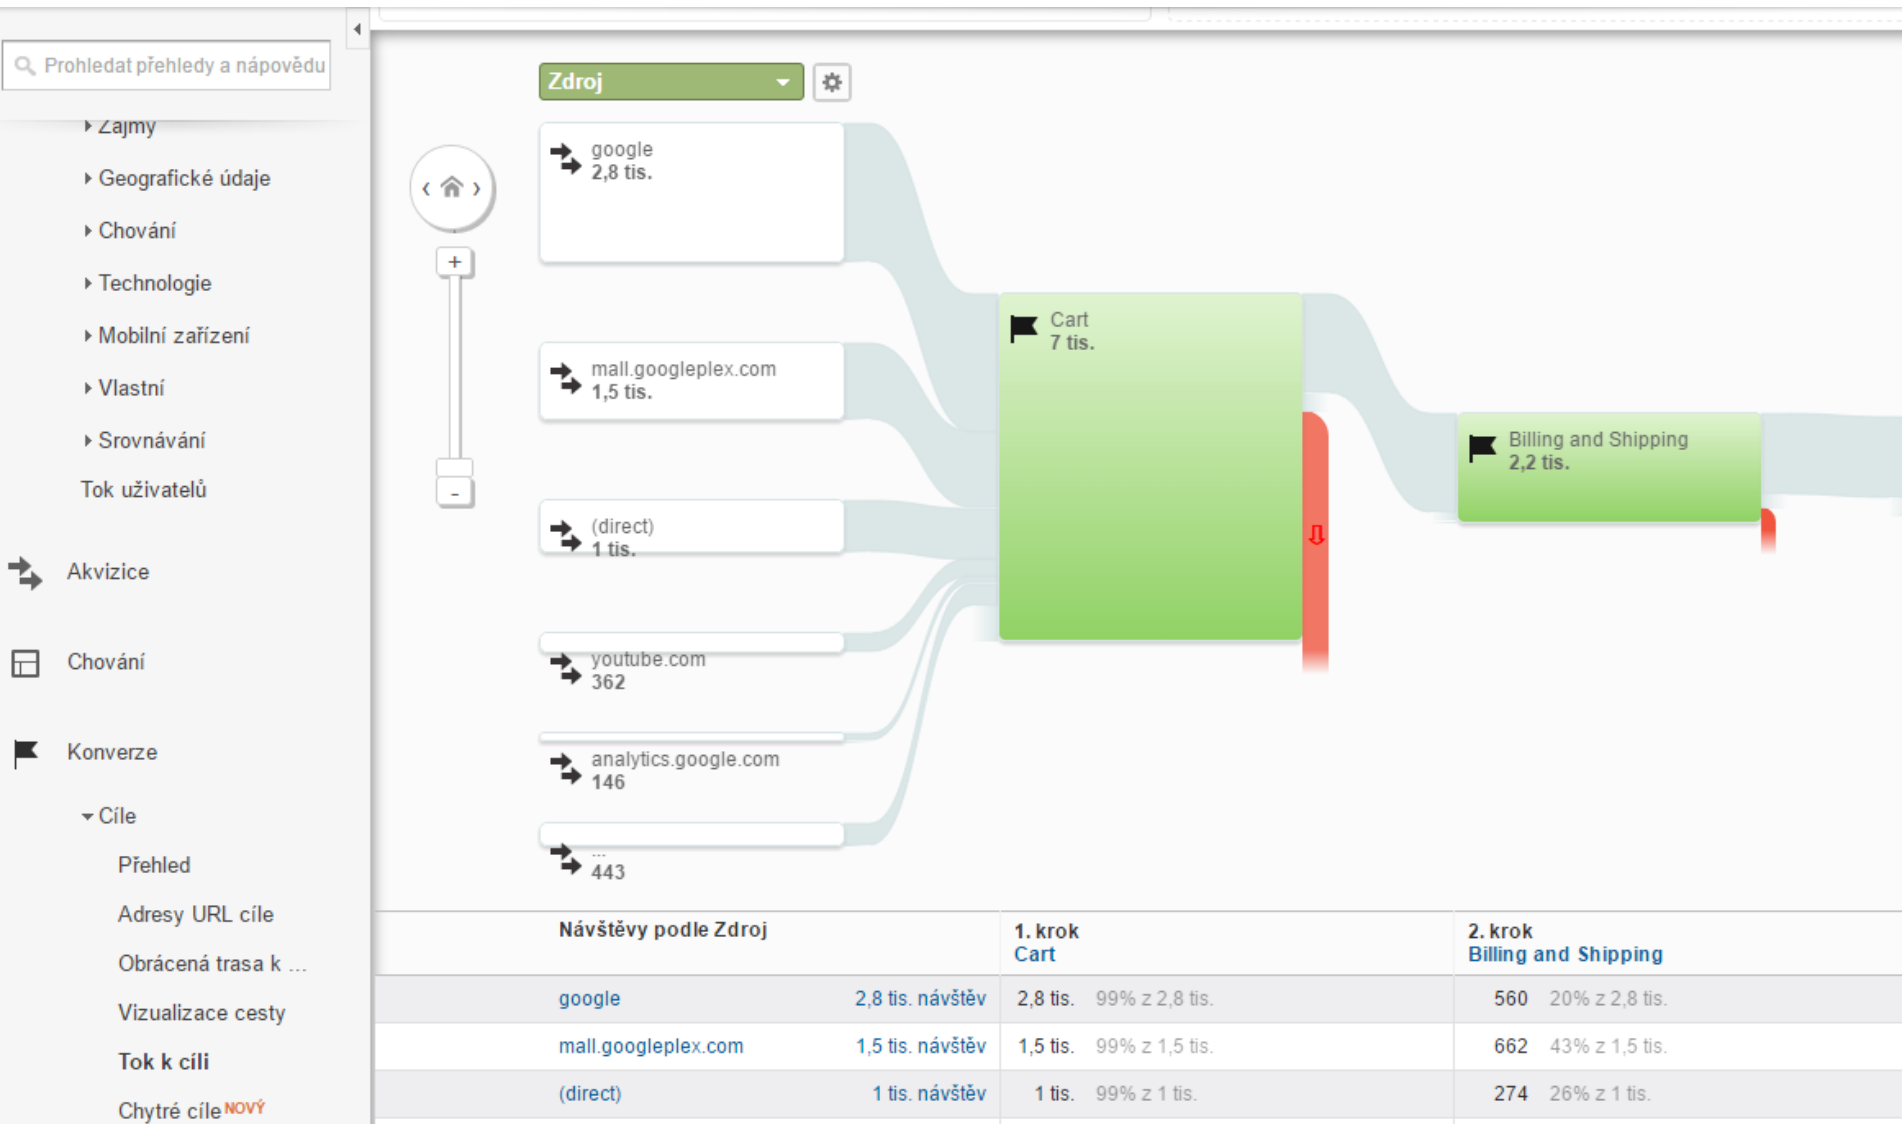 Prohledat přehledy a nápovědu
Zájmy
Geografické údaje
Chování
Technologie
Mobilní zařízení
Vlastní
Srovnávání
Tok uživatelů
Akvizice
Chování
Konverze
Cíle
Přehled
Adresy URL cíle
Obrácená trasa k ...
Vizualizace cesty
Tok k cíli
Chytré cíle NOVÝ
Zdroj
google
2,8 tis.
mall.googleplex.com
1,5 tis.
(direct)
1 tis.
youtube.com
362
analytics.google.com
146
...
443
Cart
7 tis.
Billing and Shipping
2,2 tis.
Návštěvy podle Zdroj
1. krok
Cart
2. krok
Billing and Shipping
google 2,8 tis. návštěv 2,8 tis. 99% z 2,8 tis. 560 20% z 2,8 tis.
mall.googleplex.com 1,5 tis. návštěv 1,5 tis. 99% z 1,5 tis. 662 43% z 1,5 tis.
(direct) 1 tis. návštěv 1 tis. 99% z 1 tis. 274 26% z 1 tis.